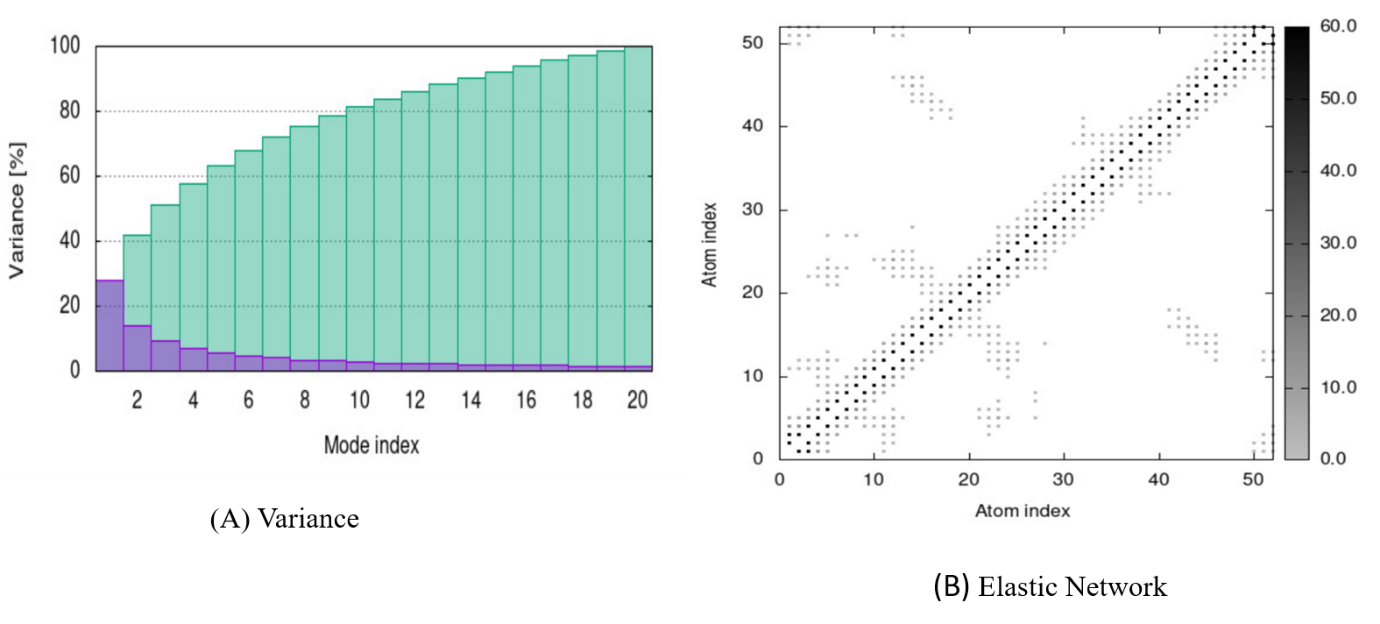 100
80
60
40
20
0
Variance [%]
2 4 6 8 10 12 14 16 18 20
Mode index
(A) Variance
50
40
30
20
10
0
Atom index
0 10 20 30 40 50
Atom index
60.0
50.0
40.0
30.0
20.0
10.0
0.0
(B) Elastic Network